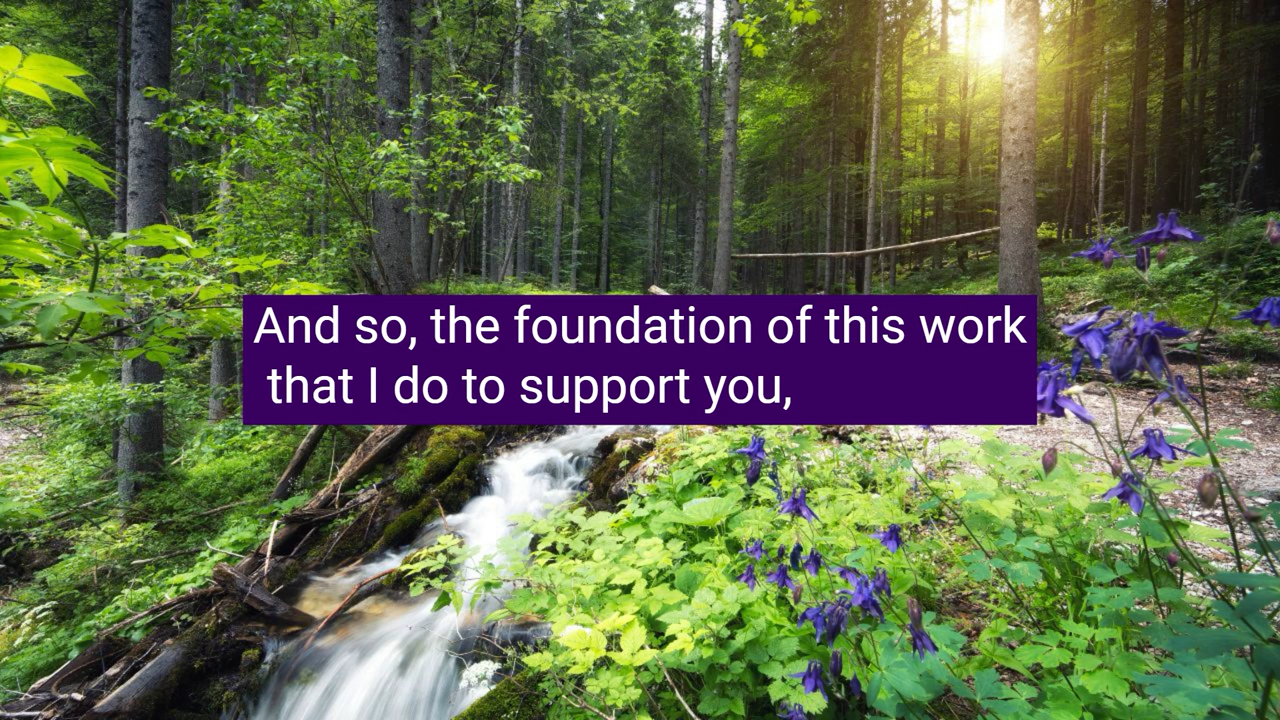 And so, the foundation of this work
that I do to support you,